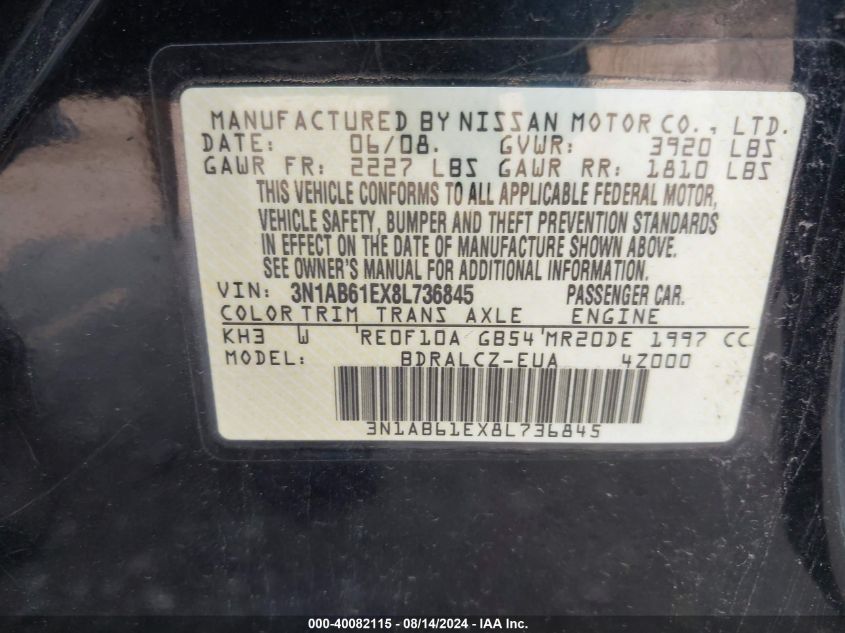 MANUFACTURED BY NISSAN MOTOR CO., LTD.
DATE: 06/08. GVWR: 3920 LBS
GAWR FR: 2227 LBS GAWR RR: 1810 LBS
THIS VEHICLE CONFORMS TO ALL APPLICABLE FEDERAL MOTOR,
VEHICLE SAFETY, BUMPER AND THEFT PREVENTION STANDARDS
IN EFFECT ON THE DATE OF MANUFACTURE SHOWN ABOVE.
SEE OWNER'S MANUAL FOR ADDITIONAL INFORMATION.
VIN: 3N1AB61EX8L736845 PASSENGER CAR.
COLOR TRIM TRANS AXLE ENGINE
KH3 W RE0F10A GB54 MR20DE 1997 CC
MODEL: BDRALCZ-EUA 4Z000
3N1AB61EX8L736845
000-40082115 - 08/14/2024 - IAA Inc.